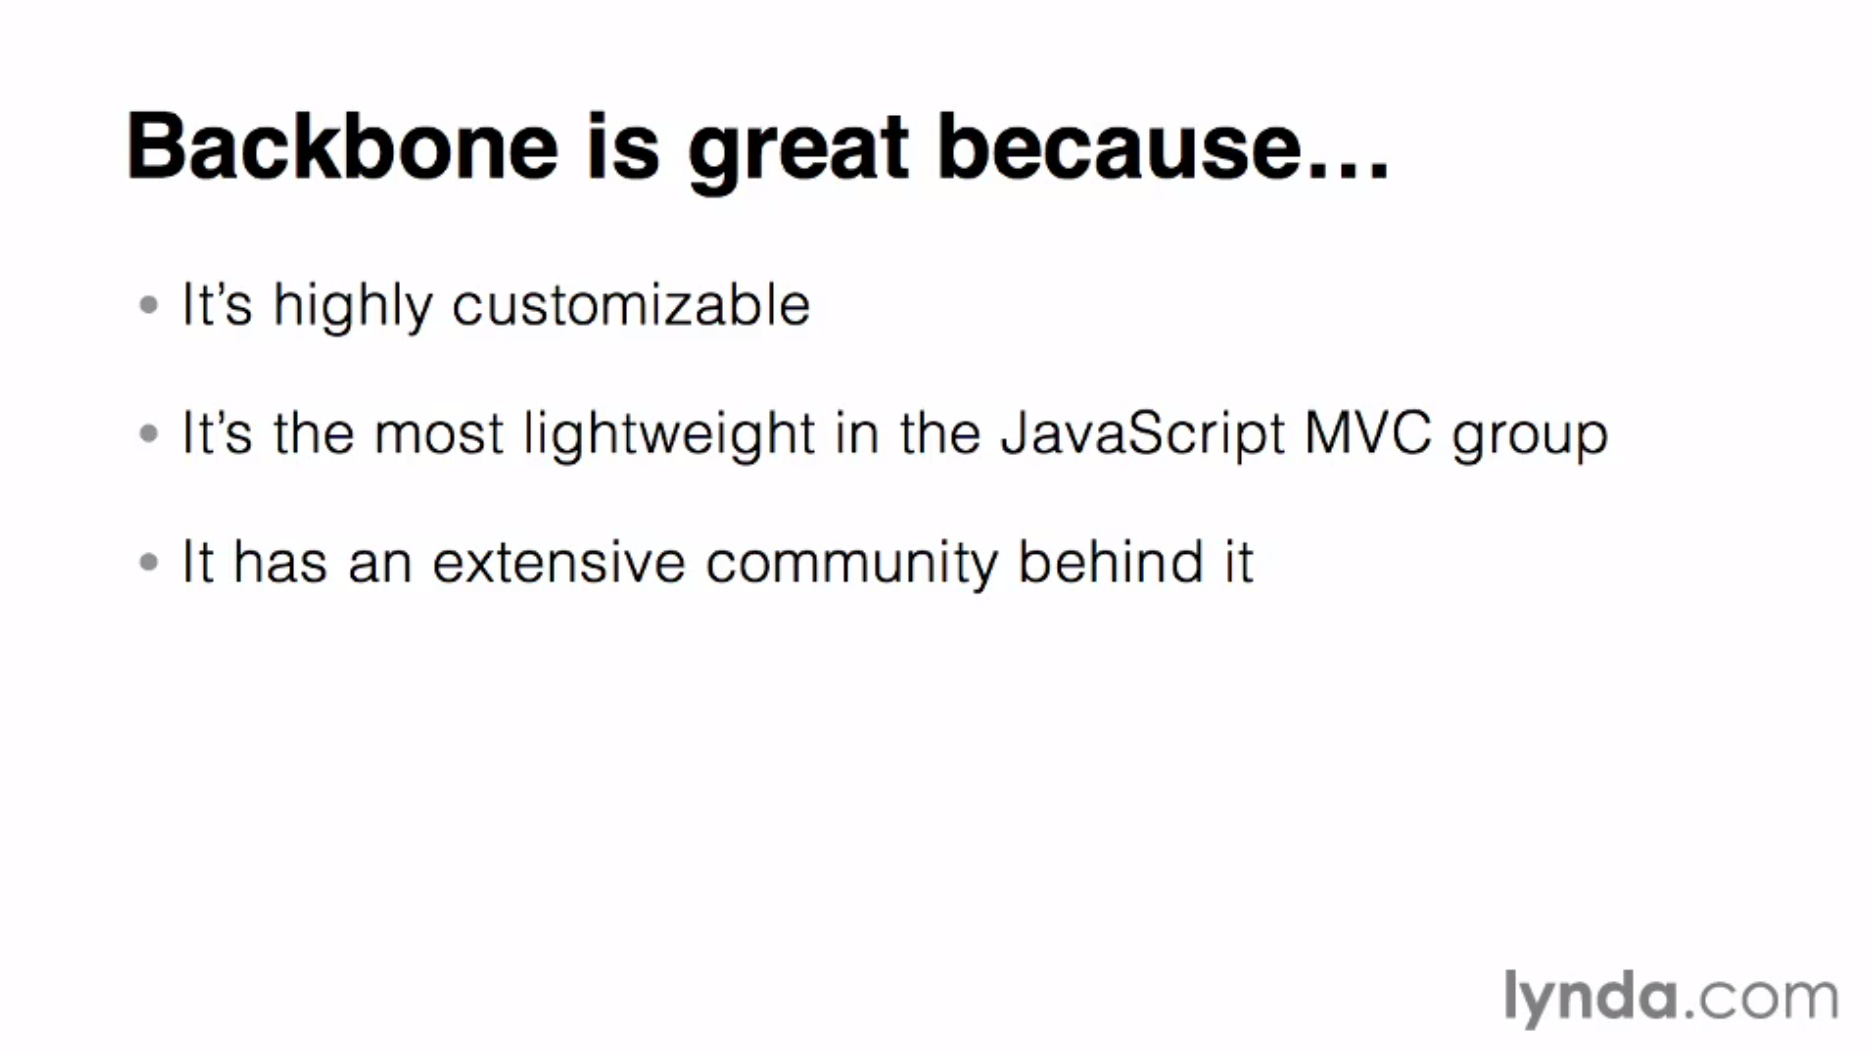 Backbone is great because…
• It’s highly customizable
• It’s the most lightweight in the JavaScript MVC group
• It has an extensive community behind it
lynda.com